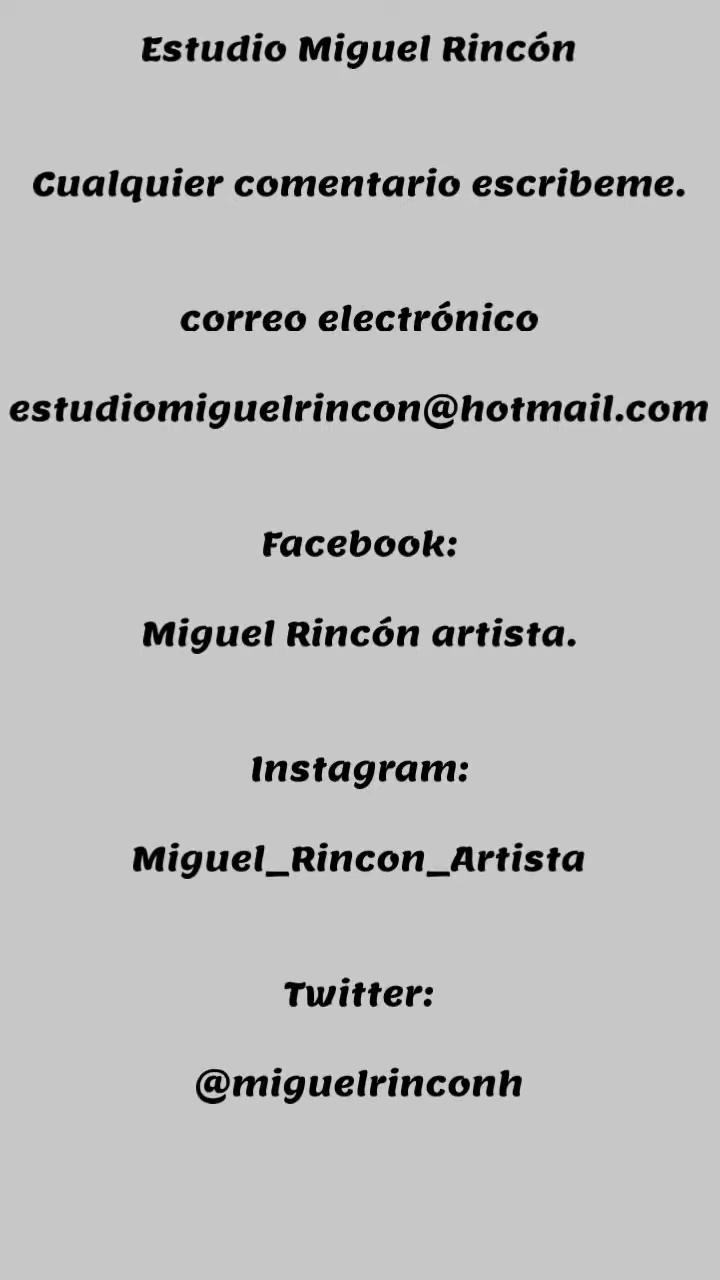 Estudio Miguel Rincón
Cualquier comentario escribeme.
correo electrónico
estudiomiguelrincon@hotmail.com
Facebook:
Miguel Rincón artista.
Instagram:
Miguel_Rincon_Artista
Twitter:
@miguelrinconh